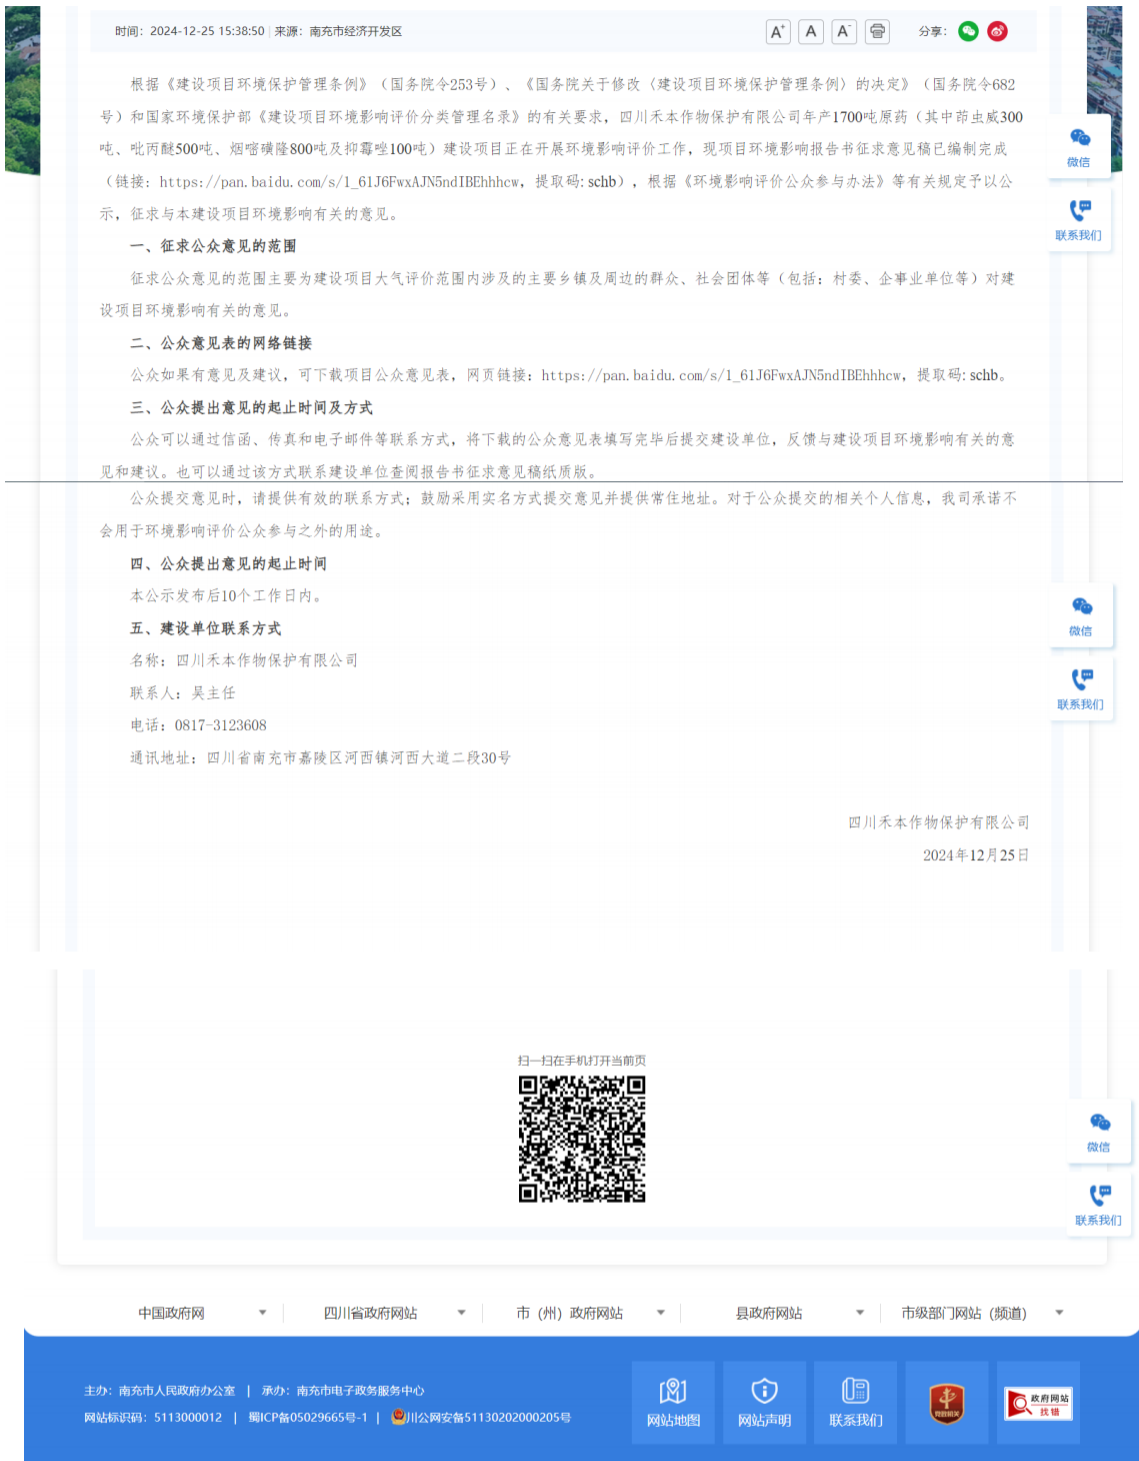 时间：2024-12-25 15:38:50 | 来源：南充市经济开发区
A+ A A- 分享：
根据《建设项目环境保护管理条例》（国务院令253号）、《国务院关于修改〈建设项目环境保护管理条例〉的决定》（国务院令682
号）和国家环境保护部《建设项目环境影响评价分类管理名录》的有关要求，四川禾本作物保护有限公司年产1700吨原药（其中茚虫威300
吨、吡丙醚500吨、烟嘧磺隆800吨及抑霉唑100吨）建设项目正在开展环境影响评价工作，现项目环境影响报告书征求意见稿已编制完成
（链接：https://pan.baidu.com/s/1_61J6FwxAJN5ndIBEhhhcw，提取码: schb），根据《环境影响评价公众参与办法》等有关规定予以公
示，征求与本建设项目环境影响有关的意见。
微信
联系我们
一、征求公众意见的范围
征求公众意见的范围主要为建设项目大气评价范围内涉及的主要乡镇及周边的群众、社会团体等（包括：村委、企事业单位等）对建
设项目环境影响有关的意见。
二、公众意见表的网络链接
公众如果有意见及建议，可下载项目公众意见表，网页链接：https://pan.baidu.com/s/1_61J6FwxAJN5ndIBEhhhcw，提取码: schb。
三、公众提出意见的起止时间及方式
公众可以通过信函、传真和电子邮件等联系方式，将下载的公众意见表填写完毕后提交建设单位，反馈与建设项目环境影响有关的意
见和建议。也可以通过该方式联系建设单位查阅报告书征求意见稿纸质版。
公众提交意见时，请提供有效的联系方式；鼓励采用实名方式提交意见并提供常住地址。对于公众提交的相关个人信息，我司承诺不
会用于环境影响评价公众参与之外的用途。
四、公众提出意见的起止时间
本公示发布后10个工作日内。
五、建设单位联系方式
名称：四川禾本作物保护有限公司
联系人：吴主任
电话：0817-3123608
通讯地址：四川省南充市嘉陵区河西镇河西大道二段30号
微信
联系我们
四川禾本作物保护有限公司
2024年12月25日
扫一扫在手机打开当前页
微信
联系我们
中国政府网 四川省政府网站 市（州）政府网站 县政府网站 市级部门网站（频道）
主办：南充市人民政府办公室 | 承办：南充市电子政务服务中心
网站标识码：5113000012 | 蜀ICP备05029665号-1 | 川公网安备51130202000205号
网站地图 网站声明 联系我们 党政机关 政府网站 找错